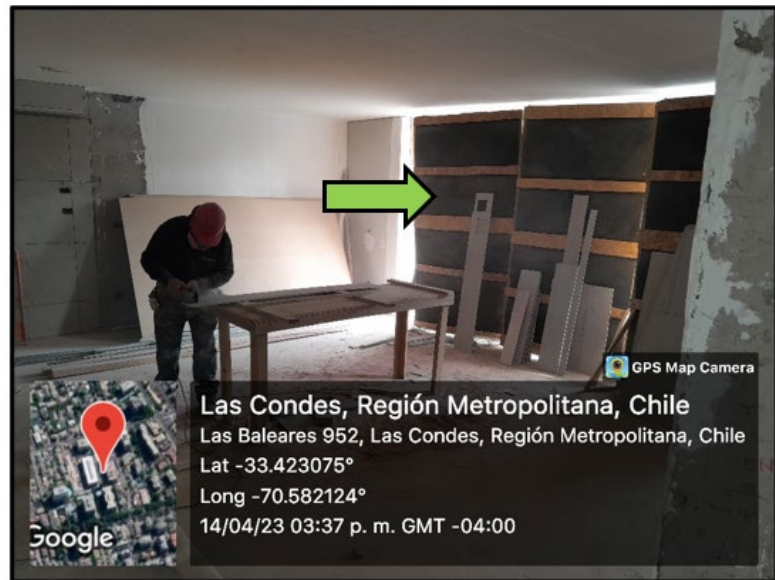 GPS Map Camera
Las Condes, Región Metropolitana, Chile
Las Baleares 952, Las Condes, Región Metropolitana, Chile
Lat -33.423075°
Long -70.582124°
14/04/23 03:37 p. m. GMT -04:00
Google